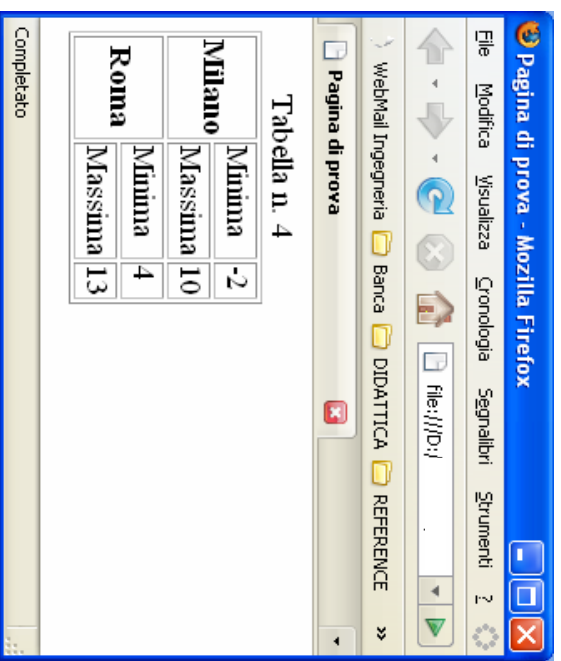 Pagina di prova - Mozilla Firefox
File Modifica Visualizza Cronologia Segnalibri Strumenti ?
file:///D:/
WebMail Ingegneria Banca DIDATTICA REFERENCE »
Pagina di prova
Tabella n. 4
Milano Minima -2
Massima 10
Roma Minima 4
Massima 13
Completato